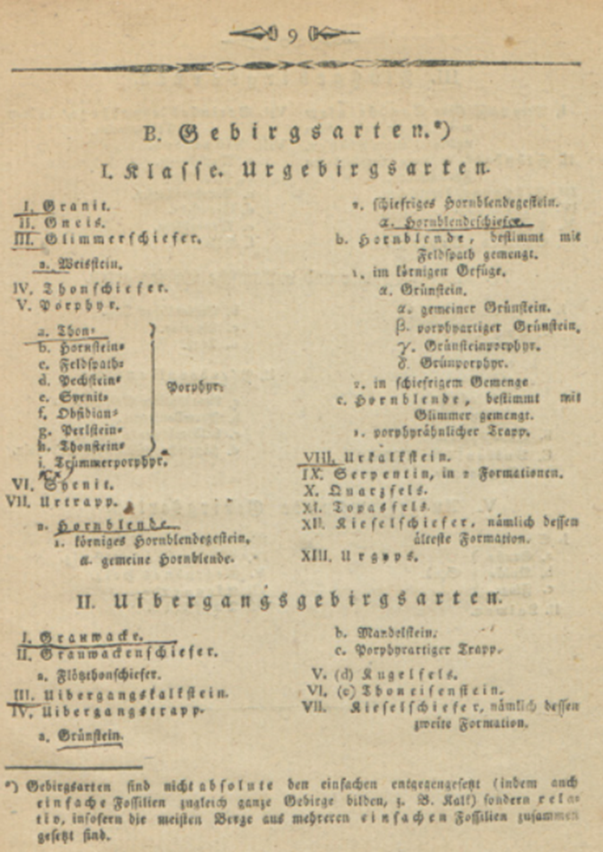 9
B. Gebirgsarten.*)
I. Klasse. Urgebirgsarten.
I. Granit.
II. Gneis.
III. Glimmerschiefer.
a. Weisstein.
IV. Thonschiefer.
V. Porphyr.
a. Thon=
b. Hornstein=
c. Feldspath=
d. Pechstein=
e. Syenit=
f. Obsidian=
g. Perlstein=
h. Thonstein=
Porphyr.
i. Trümmerporphyr.
VI. Syenit.
VII. Urtrapp.
a. Hornblende.
1. körniges Hornblendegestein.
α. gemeine Hornblende.
2. schiefriges Hornblendegestein.
α. Hornblendeschiefer.
b. Hornblende, bestimmt mit
Feldspath gemengt.
1. im körnigen Gefüge.
α. Grünstein.
α. gemeiner Grünstein.
β. porphyrartiger Grünstein.
γ. Grünsteinporphyr.
δ. Grünporphyr.
2. in schiefrigem Gemenge
c. Hornblende, bestimmt mit
Glimmer gemengt.
1. porphyrähnlicher Trapp.
VIII. Urkalkstein.
IX. Serpentin, in 2 Formationen.
X. Quarzfels.
XI. Topasfels.
XII. Kieselschiefer, nämlich dessen
älteste Formation.
XIII. Urgyps.
II. Uibergangsgebirgsarten.
I. Grauwacke.
II. Grauwackenschiefer.
a. Flötzthonschiefer.
III. Uibergangskalkstein.
IV. Uibergangstrapp.
a. Grünstein.
b. Mandelstein.
c. Porphyrartiger Trapp.
V. (d) Kugelfels.
VI. (e) Thoneisenstein.
VII. Kieselschiefer, nämlich dessen
zweite Formation.
*) Gebirgsarten sind nicht absolute den einfachen entgegengesetzt (indem auch
einfache Fossilien zugleich ganze Gebirge bilden, z. B. Kalk) sondern rela=
tiv, insofern die meisten Berge aus mehreren einfachen Fossilien zusammen
gesetzt sind.